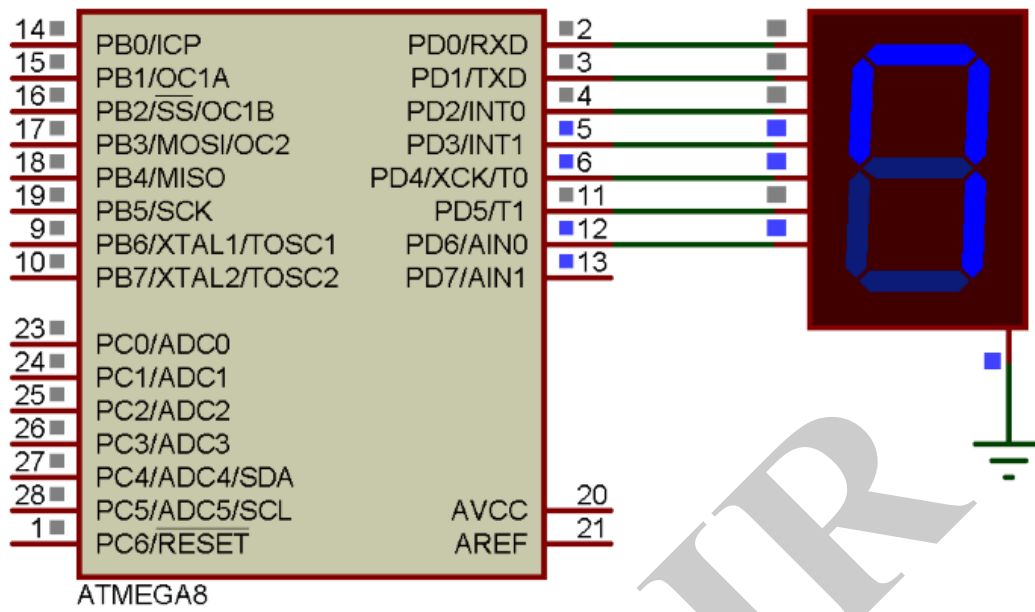 14 PB0/ICP PD0/RXD 2
15 PB1/OC1A PD1/TXD 3
16 PB2/SS/OC1B PD2/INT0 4
17 PB3/MOSI/OC2 PD3/INT1 5
18 PB4/MISO PD4/XCK/T0 6
19 PB5/SCK PD5/T1 11
9 PB6/XTAL1/TOSC1 PD6/AIN0 12
10 PB7/XTAL2/TOSC2 PD7/AIN1 13
23 PC0/ADC0
24 PC1/ADC1
25 PC2/ADC2
26 PC3/ADC3
27 PC4/ADC4/SDA
28 PC5/ADC5/SCL AVCC 20
1 PC6/RESET AREF 21
ATMEGA8